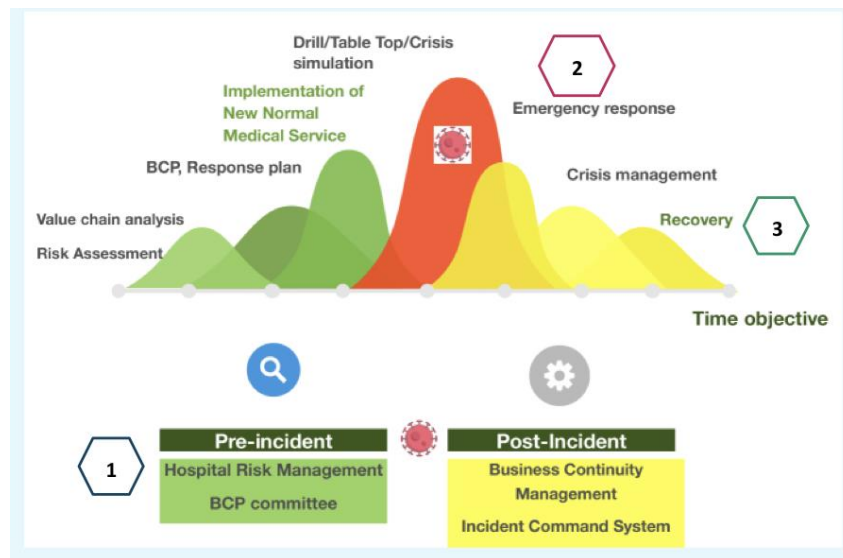 Drill/Table Top/Crisis
simulation
2
Implementation of
New Normal
Medical Service
Emergency response
BCP, Response plan
Crisis management
Value chain analysis
Recovery
3
Risk Assessment
Time objective
Pre-incident
Post-Incident
1
Hospital Risk Management
BCP committee
Business Continuity
Management
Incident Command System